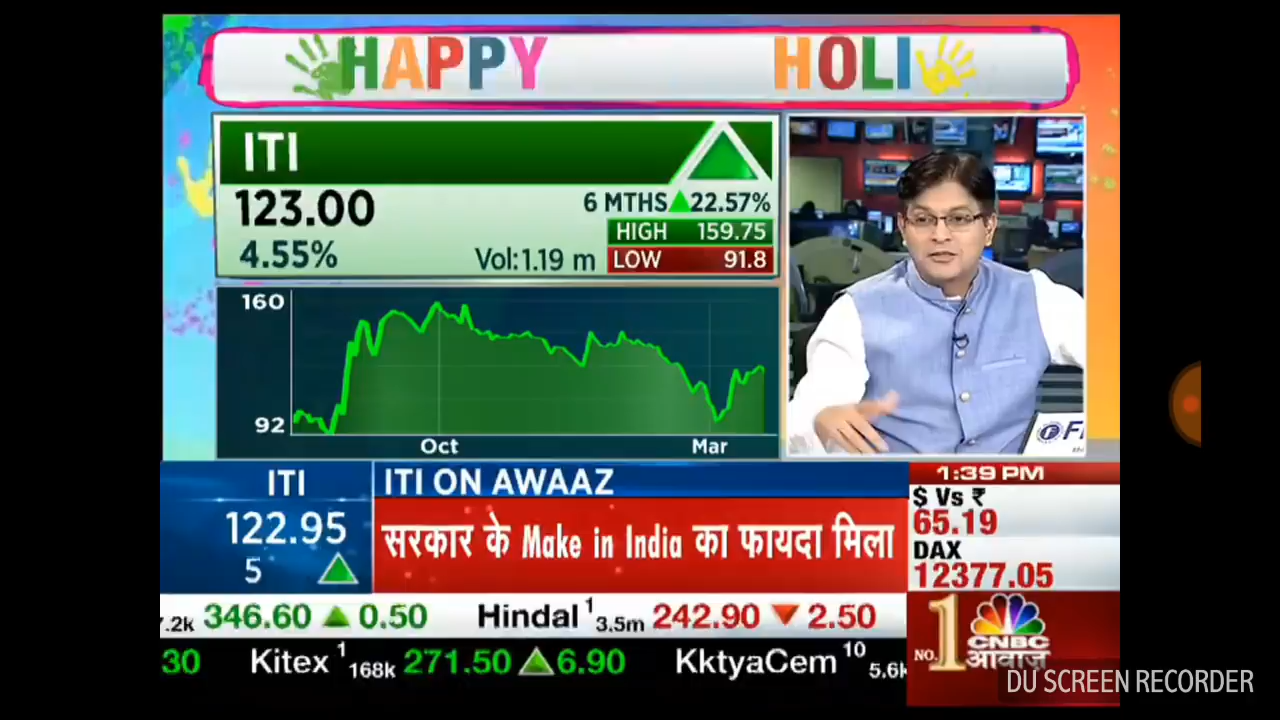 HAPPY HOLI
ITI
123.00
6 MTHS ▲22.57%
HIGH 159.75
4.55%
Vol:1.19 m
LOW 91.8
160
92
Oct
Mar
ITI
ITI ON AWAAZ
1:39 PM
122.95
5
सरकार के Make in India का फायदा मिला
$ Vs ₹
65.19
DAX
12377.05
.2k 346.60 ▲ 0.50 Hindal 1 3.5m 242.90 ▼ 2.50
30 Kitex 1 168k 271.50 ▲ 6.90 KktyaCem 10 5.6k
NO. 1
CNBC
आवाज़
DU SCREEN RECORDER